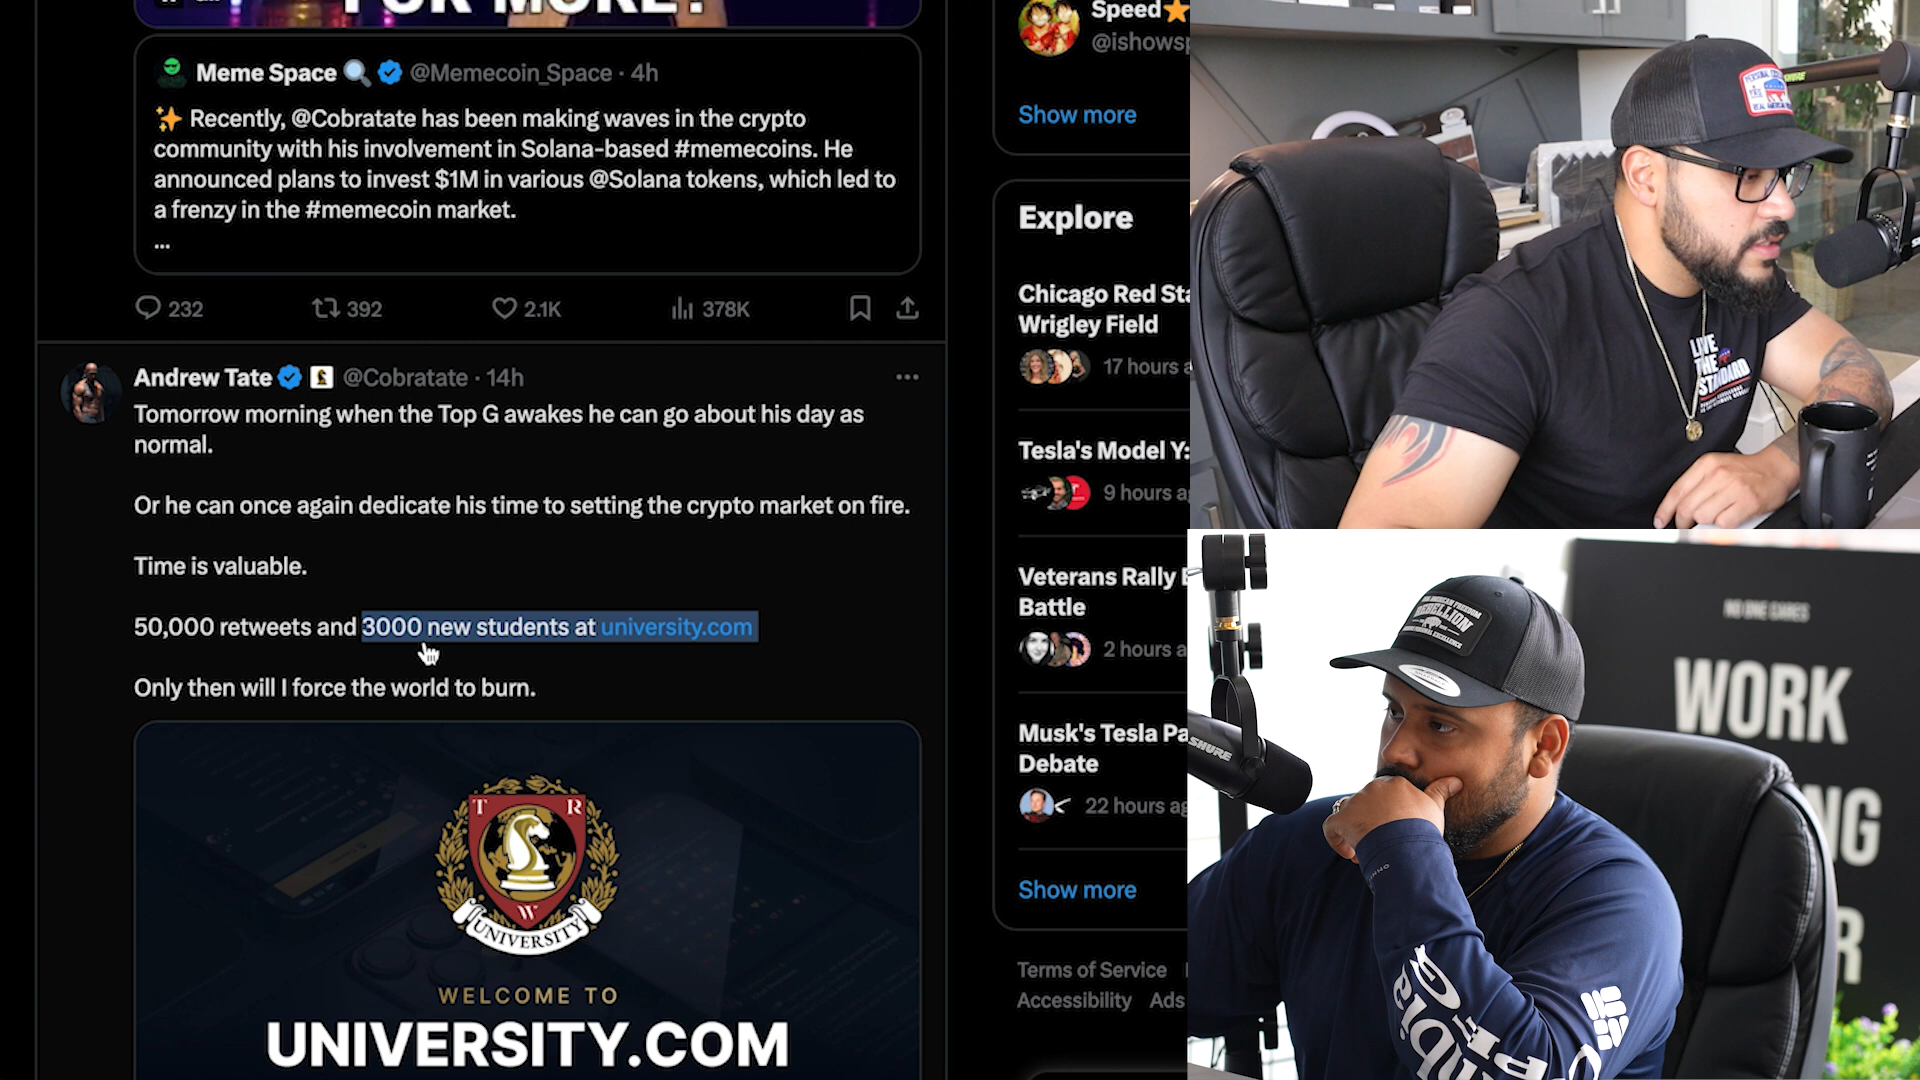 FOR MORE?
Meme Space @Memecoin_Space · 4h
Recently, @Cobratate has been making waves in the crypto
community with his involvement in Solana-based #memecoins. He
announced plans to invest $1M in various @Solana tokens, which led to
a frenzy in the #memecoin market.
...
232 392 2.1K 378K
Andrew Tate @Cobratate · 14h
Tomorrow morning when the Top G awakes he can go about his day as
normal.
Or he can once again dedicate his time to setting the crypto market on fire.
Time is valuable.
50,000 retweets and 3000 new students at university.com
Only then will I force the world to burn.
T R
W
UNIVERSITY
WELCOME TO
UNIVERSITY.COM
Speed
@ishowsp
Show more
Explore
Chicago Red Sta
Wrigley Field
17 hours a
Tesla's Model Y:
9 hours ag
Veterans Rally
Battle
2 hours a
Musk's Tesla Pa
Debate
22 hours ag
Show more
Terms of Service
Accessibility Ads
SHURE
LIVE
THE
STANDARD
REBELLION
SHURE
NO ONE CARES
WORK
NG
R